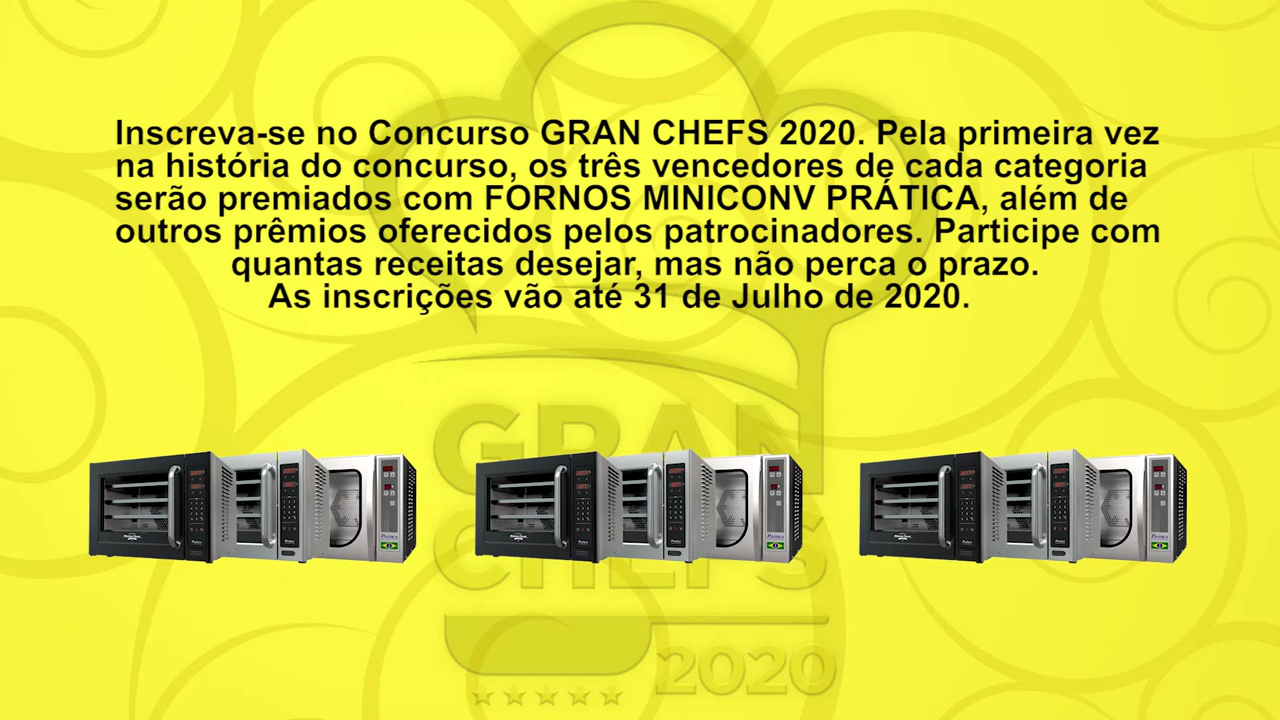 Inscreva-se no Concurso GRAN CHEFS 2020. Pela primeira vez
na história do concurso, os três vencedores de cada categoria
serão premiados com FORNOS MINICONV PRÁTICA, além de
outros prêmios oferecidos pelos patrocinadores. Participe com
quantas receitas desejar, mas não perca o prazo.
As inscrições vão até 31 de Julho de 2020.
GRAN
CHEFS
2020